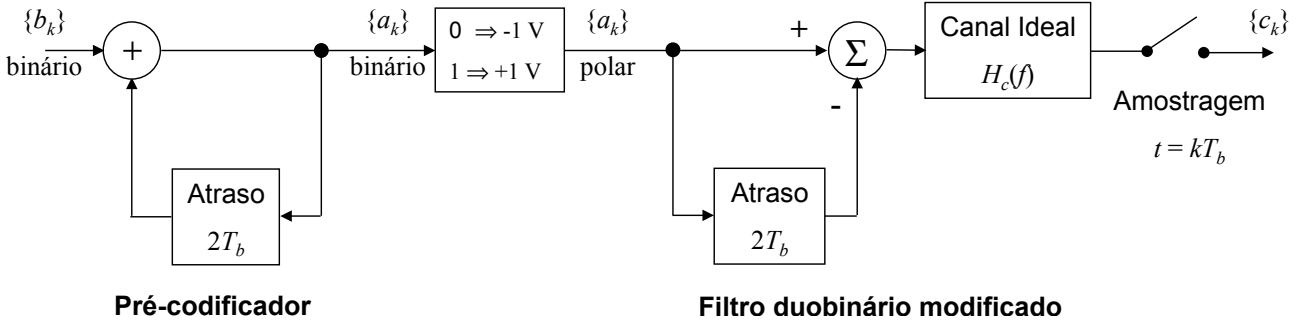 {b_k}
binário
+
Atraso
2T_b
Pré-codificador
{a_k}
binário
0 ⇒ -1 V
1 ⇒ +1 V
{a_k}
polar
+
Σ
-
Atraso
2T_b
Filtro duobinário modificado
Canal Ideal
H_c(f)
{c_k}
Amostragem
t = kT_b